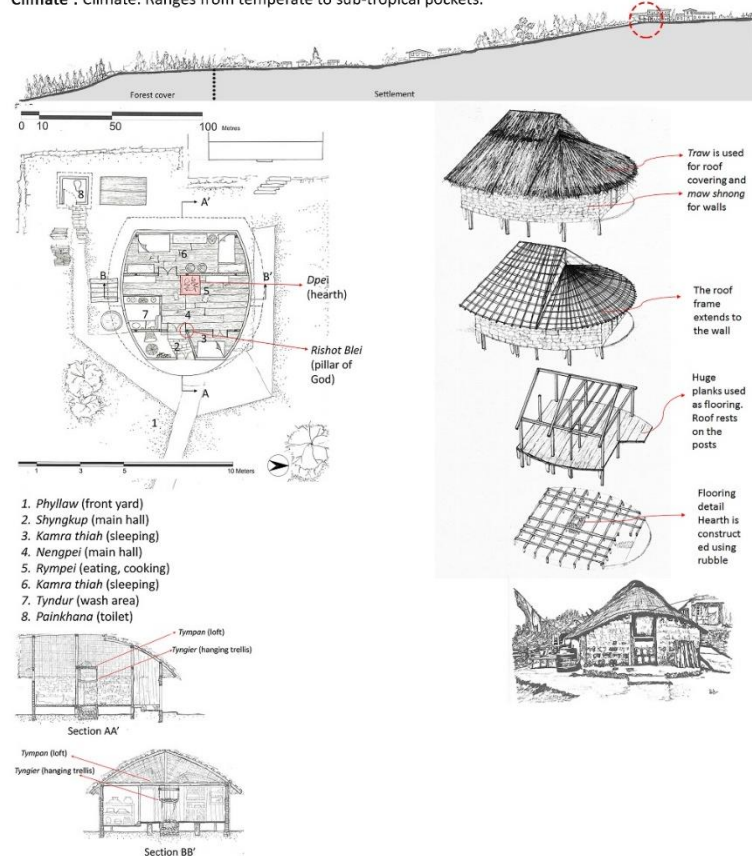 Climate : Climate: Ranges from temperate to sub-tropical pockets.
Forest cover
Settlement
0 10 50 100 Metres
Traw is used
for roof
covering and
maw shnong
for walls
8
A'
6
B
B'
5
Dpei
(hearth)
7
4
2
3
Rishot Blei
(pillar of
God)
A
1
1 3 5 10 Meters
The roof
frame
extends to
the wall
Huge
planks used
as flooring.
Roof rests
on the
posts
Flooring
detail
Hearth is
construct
ed using
rubble
1. Phyllaw (front yard)
2. Shyngkup (main hall)
3. Kamra thiah (sleeping)
4. Nengpei (main hall)
5. Rympei (eating, cooking)
6. Kamra thiah (sleeping)
7. Tyndur (wash area)
8. Painkhana (toilet)
Tympan (loft)
Tyngier (hanging trellis)
Section AA'
Tympan (loft)
Tyngier (hanging trellis)
Section BB'